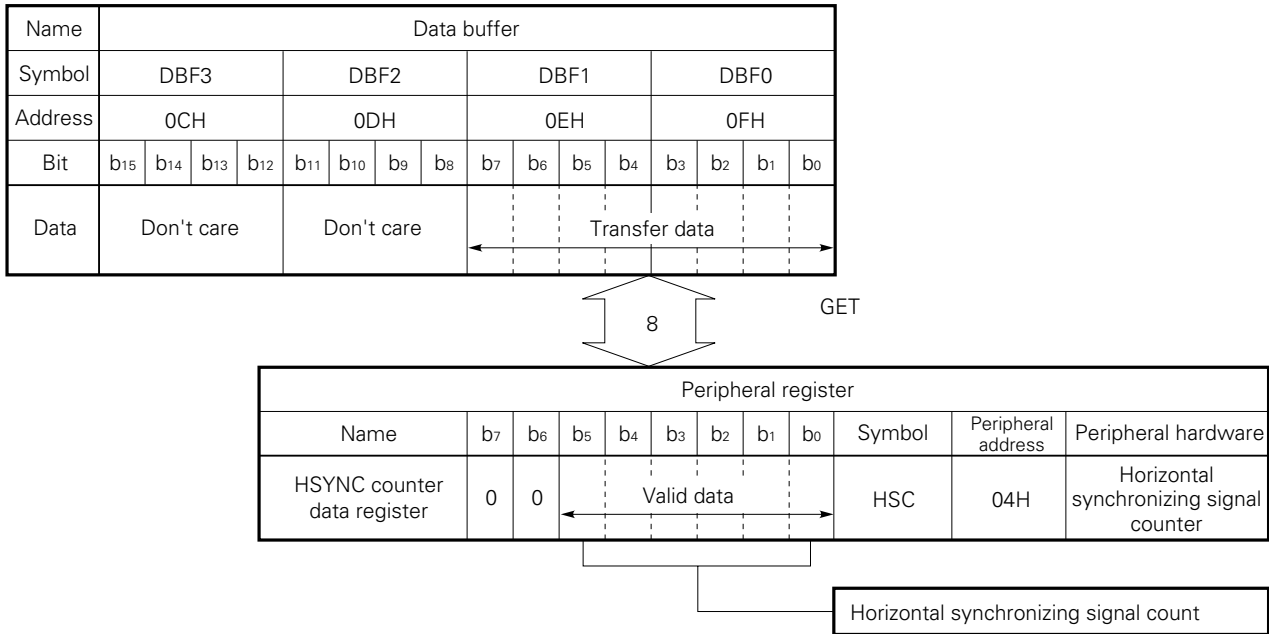 Name Data buffer
Symbol DBF3 DBF2 DBF1 DBF0
Address 0CH 0DH 0EH 0FH
Bit b15 b14 b13 b12 b11 b10 b9 b8 b7 b6 b5 b4 b3 b2 b1 b0
Data Don't care Don't care Transfer data
8
GET
Peripheral register
Name b7 b6 b5 b4 b3 b2 b1 b0 Symbol Peripheral address Peripheral hardware
HSYNC counter
data register
0 0 Valid data HSC 04H
Horizontal
synchronizing signal
counter
Horizontal synchronizing signal count